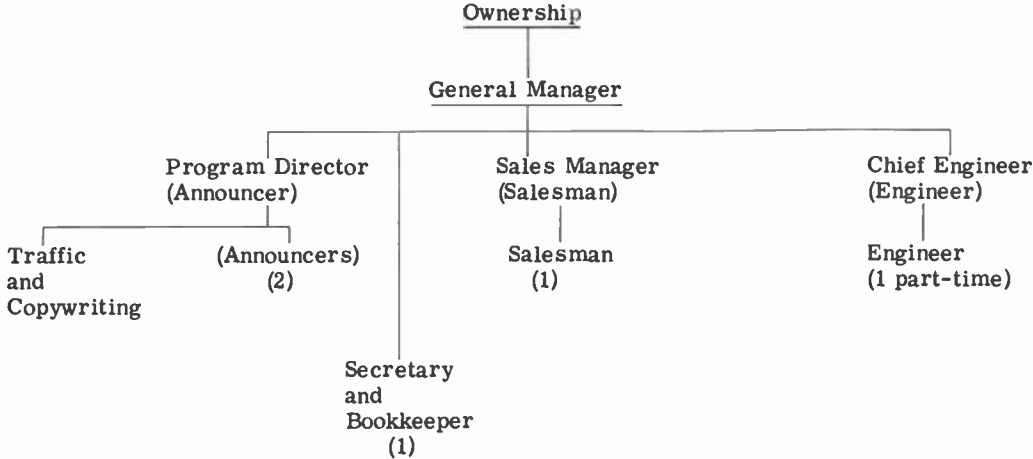 Ownership
General Manager
Program Director
(Announcer)
Sales Manager
(Salesman)
Chief Engineer
(Engineer)
Traffic
and
Copywriting
(Announcers)
(2)
Salesman
(1)
Engineer
(1 part-time)
Secretary
and
Bookkeeper
(1)